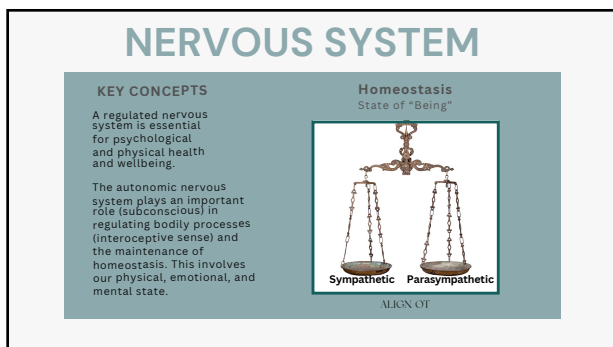 NERVOUS SYSTEM
KEY CONCEPTS
A regulated nervous
system is essential
for psychological
and physical health
and wellbeing.
The autonomic nervous
system plays an important
role (subconscious) in
regulating bodily processes
(interoceptive sense) and
the maintenance of
homeostasis. This involves
our physical, emotional, and
mental state.
Homeostasis
State of “Being”
Sympathetic
Parasympathetic
ALIGN OT